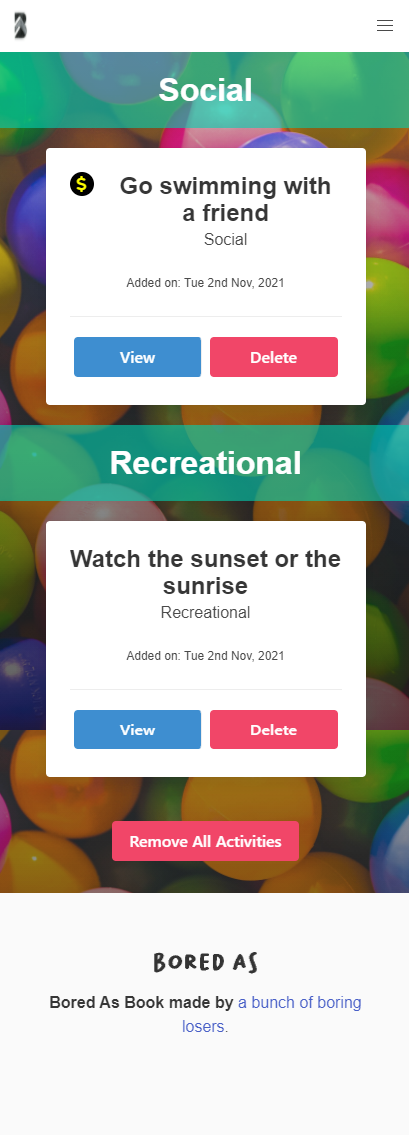 Social
Go swimming with
a friend
Social
Added on: Tue 2nd Nov, 2021
View Delete
Recreational
Watch the sunset or the
sunrise
Recreational
Added on: Tue 2nd Nov, 2021
View Delete
Remove All Activities
BORED AS
Bored As Book made by a bunch of boring
losers.